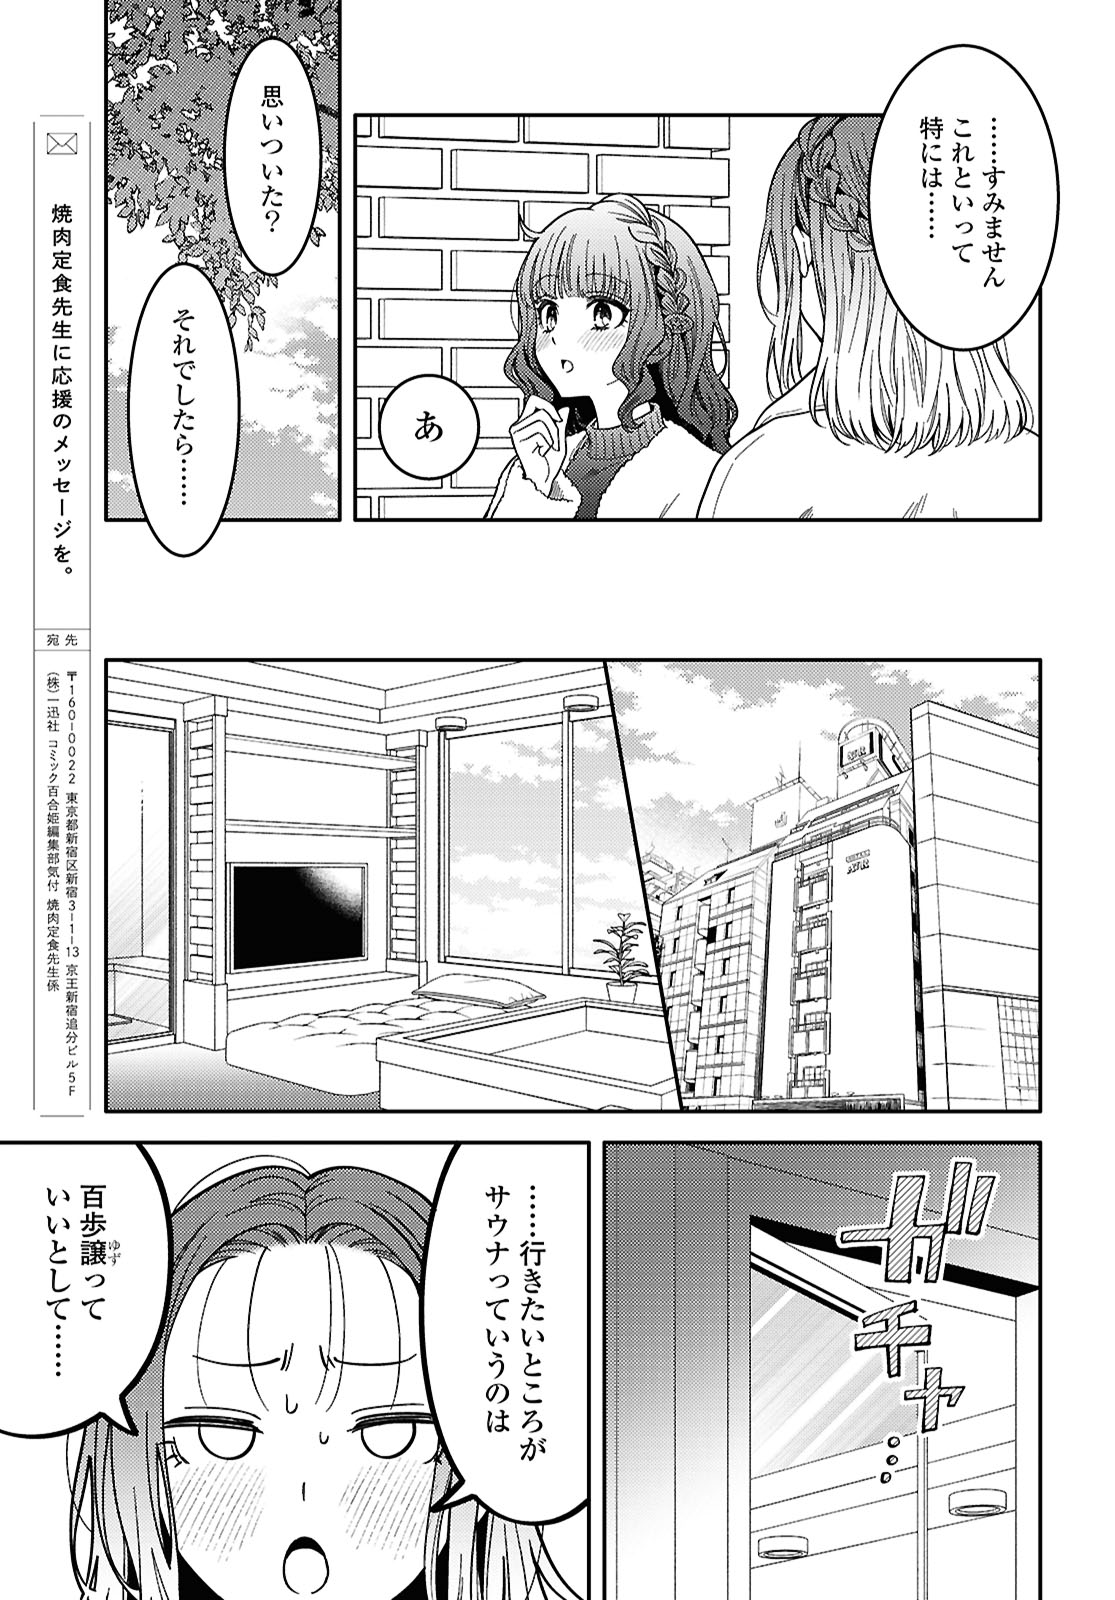 ……すみません
これといって
特には……
あ
思いついた？
それでしたら……
ATR
ガチャ…
……行きたいところが
サウナっていうのは
百歩譲って
ゆず
いいとして……
焼肉定食先生に応援のメッセージを。
宛先
〒160-0022 東京都新宿区新宿3-1-13 京王新宿追分ビル5F
(株)一迅社 コミック百合姫編集部気付 焼肉定食先生係